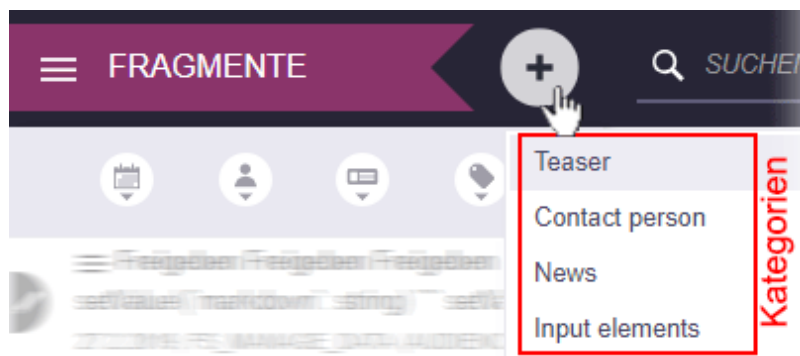 FRAGMENTE
SUCHEN
Teaser
Contact person
News
Input elements
Kategorien